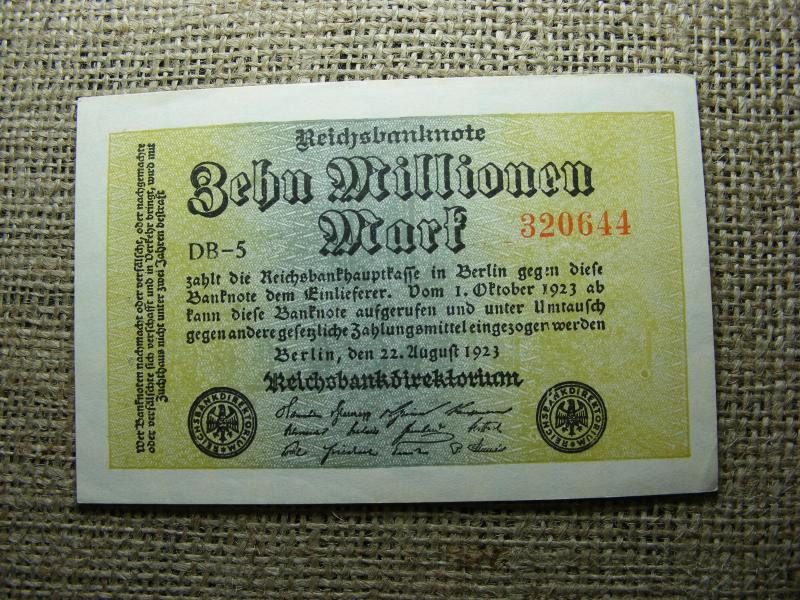 Reichsbanknote
Zehn Millionen
Mark
320644
DB-5
zahlt die Reichsbankhauptkasse in Berlin gegen diese
Banknote dem Einlieferer. Vom 1. Oktober 1923 ab
kann diese Banknote aufgerufen und unter Umtausch
gegen andere gesetzliche Zahlungsmittel eingezogen werden
Berlin, den 22. August 1923
Reichsbankdirektorium
REICHSBANKDIREKTORIUM
REICHSBANKDIREKTORIUM
Wer Banknoten nachmacht oder verfälscht, oder nachgemachte
oder verfälschte sich verschafft und in Verkehr bringt, wird mit
Zuchthaus nicht unter zwei Jahren bestraft